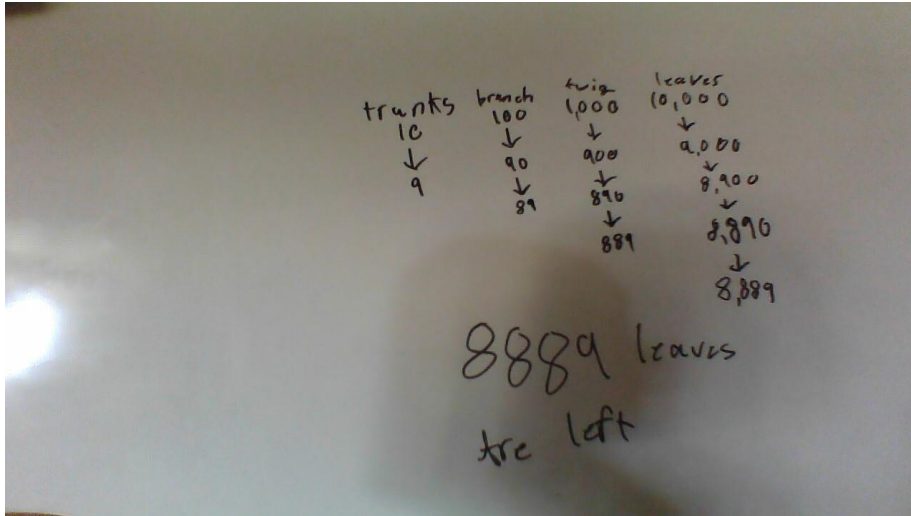 trunks branch twig leaves
10 100 1,000 10,000
↓ ↓ ↓ ↓
9 90 900 9,000
↓ ↓ ↓
89 890 8,900
↓ ↓
889 8,890
↓
8,889
8889 leaves
are left